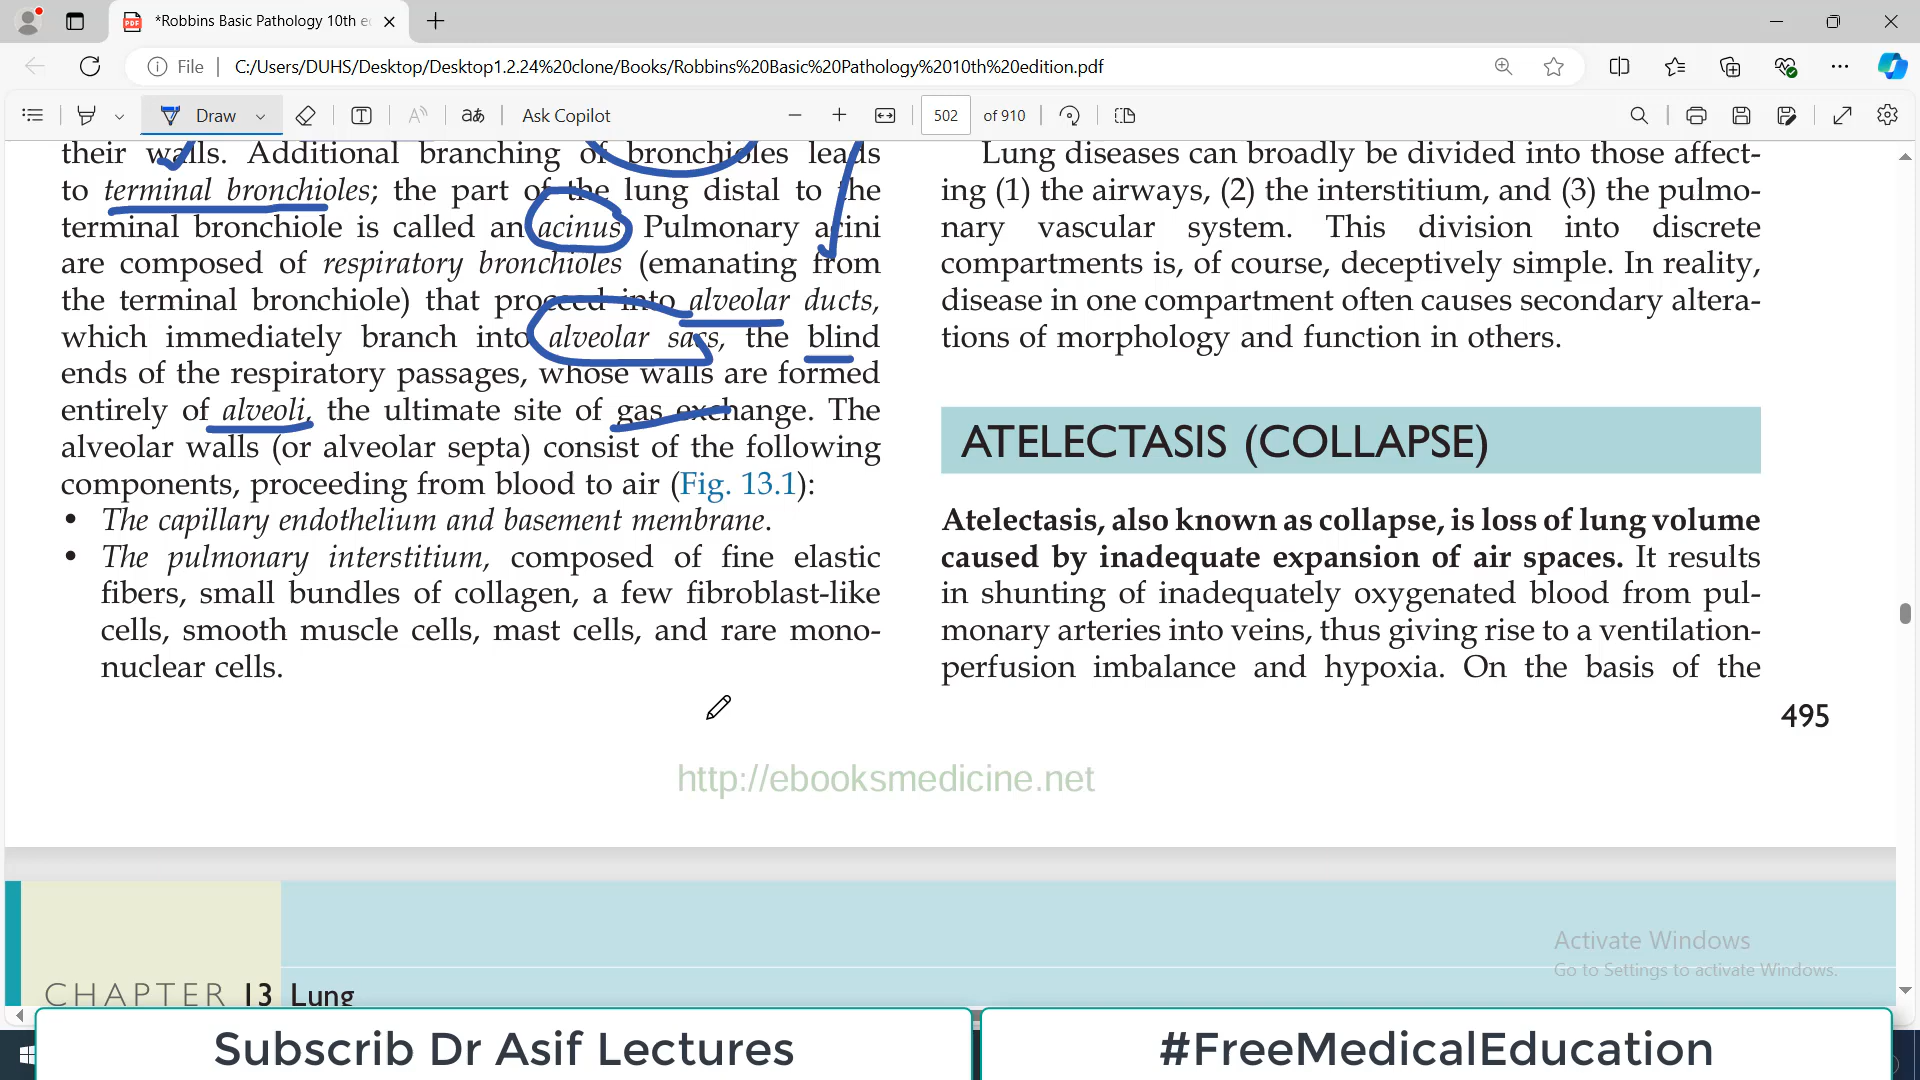 *Robbins Basic Pathology 10th e
File
C:/Users/DUHS/Desktop/Desktop1.2.24%20clone/Books/Robbins%20Basic%20Pathology%2010th%20edition.pdf
Draw
aあ
Ask Copilot
502 of 910
their walls. Additional branching of bronchioles leads
to terminal bronchioles; the part of the lung distal to the
terminal bronchiole is called an acinus Pulmonary acini
are composed of respiratory bronchioles (emanating from
the terminal bronchiole) that proceed into alveolar ducts,
which immediately branch into alveolar sacs, the blind
ends of the respiratory passages, whose walls are formed
entirely of alveoli, the ultimate site of gas exchange. The
alveolar walls (or alveolar septa) consist of the following
components, proceeding from blood to air (Fig. 13.1):
• The capillary endothelium and basement membrane.
• The pulmonary interstitium, composed of fine elastic
fibers, small bundles of collagen, a few fibroblast-like
cells, smooth muscle cells, mast cells, and rare mono-
nuclear cells.
Lung diseases can broadly be divided into those affect-
ing (1) the airways, (2) the interstitium, and (3) the pulmo-
nary vascular system. This division into discrete
compartments is, of course, deceptively simple. In reality,
disease in one compartment often causes secondary altera-
tions of morphology and function in others.
ATELECTASIS (COLLAPSE)
Atelectasis, also known as collapse, is loss of lung volume
caused by inadequate expansion of air spaces. It results
in shunting of inadequately oxygenated blood from pul-
monary arteries into veins, thus giving rise to a ventilation-
perfusion imbalance and hypoxia. On the basis of the
495
http://ebooksmedicine.net
CHAPTER 13 Lung
Activate Windows
Go to Settings to activate Windows.
Subscrib Dr Asif Lectures
#FreeMedicalEducation